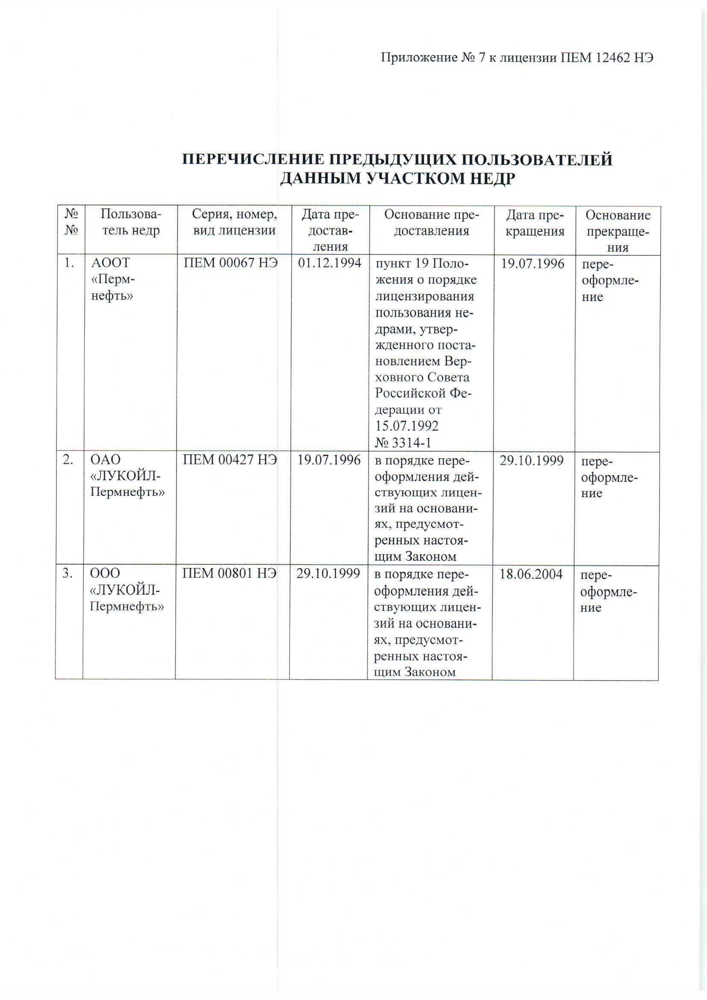 Приложение № 7 к лицензии ПЕМ 12462 НЭ
ПЕРЕЧИСЛЕНИЕ ПРЕДЫДУЩИХ ПОЛЬЗОВАТЕЛЕЙ
ДАННЫМ УЧАСТКОМ НЕДР
№
№
Пользова-
тель недр
Серия, номер,
вид лицензии
Дата пре-
достав-
ления
Основание пре-
доставления
Дата пре-
кращения
Основание
прекраще-
ния
1.
АООТ
«Перм-
нефть»
ПЕМ 00067 НЭ
01.12.1994
пункт 19 Поло-
жения о порядке
лицензирования
пользования не-
драми, утвер-
жденного поста-
новлением Вер-
ховного Совета
Российской Фе-
дерации от
15.07.1992
№ 3314-1
19.07.1996
пере-
оформле-
ние
2.
ОАО
«ЛУКОЙЛ-
Пермнефть»
ПЕМ 00427 НЭ
19.07.1996
в порядке пере-
оформления дей-
ствующих лицен-
зий на основани-
ях, предусмот-
ренных настоя-
щим Законом
29.10.1999
пере-
оформле-
ние
3.
ООО
«ЛУКОЙЛ-
Пермнефть»
ПЕМ 00801 НЭ
29.10.1999
в порядке пере-
оформления дей-
ствующих лицен-
зий на основани-
ях, предусмот-
ренных настоя-
щим Законом
18.06.2004
пере-
оформле-
ние